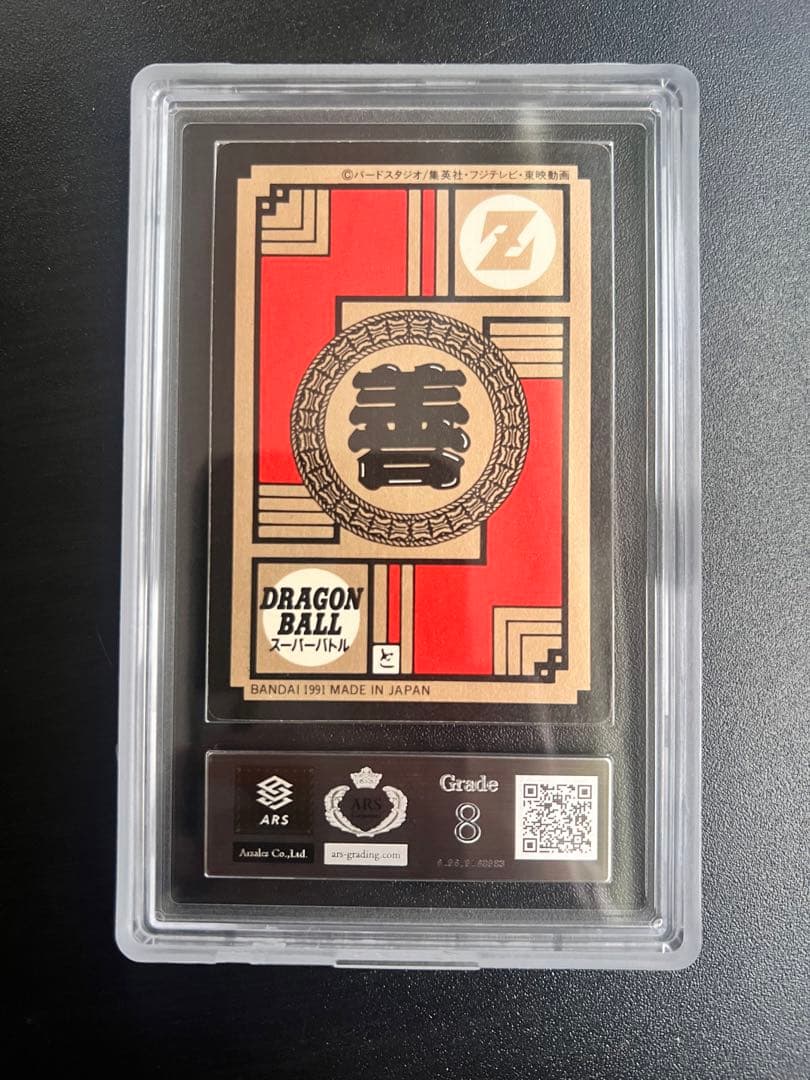 ©バードスタジオ/集英社・フジテレビ・東映動画
Z
善
DRAGON
BALL
スーパーバトル
と
BANDAI 1991 MADE IN JAPAN
ARS
Arsales Co.,Ltd.
ARS
ars-grading.com
Grade
8